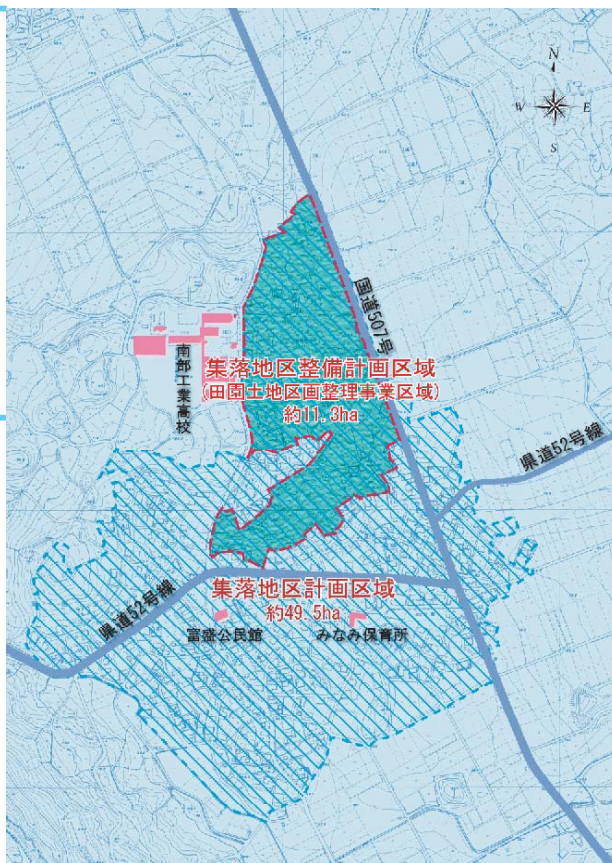 N
W E
S
国道507号
南部工業高校
集落地区整備計画区域
(田園土地区画整理事業区域)
約11.3ha
県道52号線
集落地区計画区域
約49.5ha
県道52号線
富盛公民館
みなみ保育所